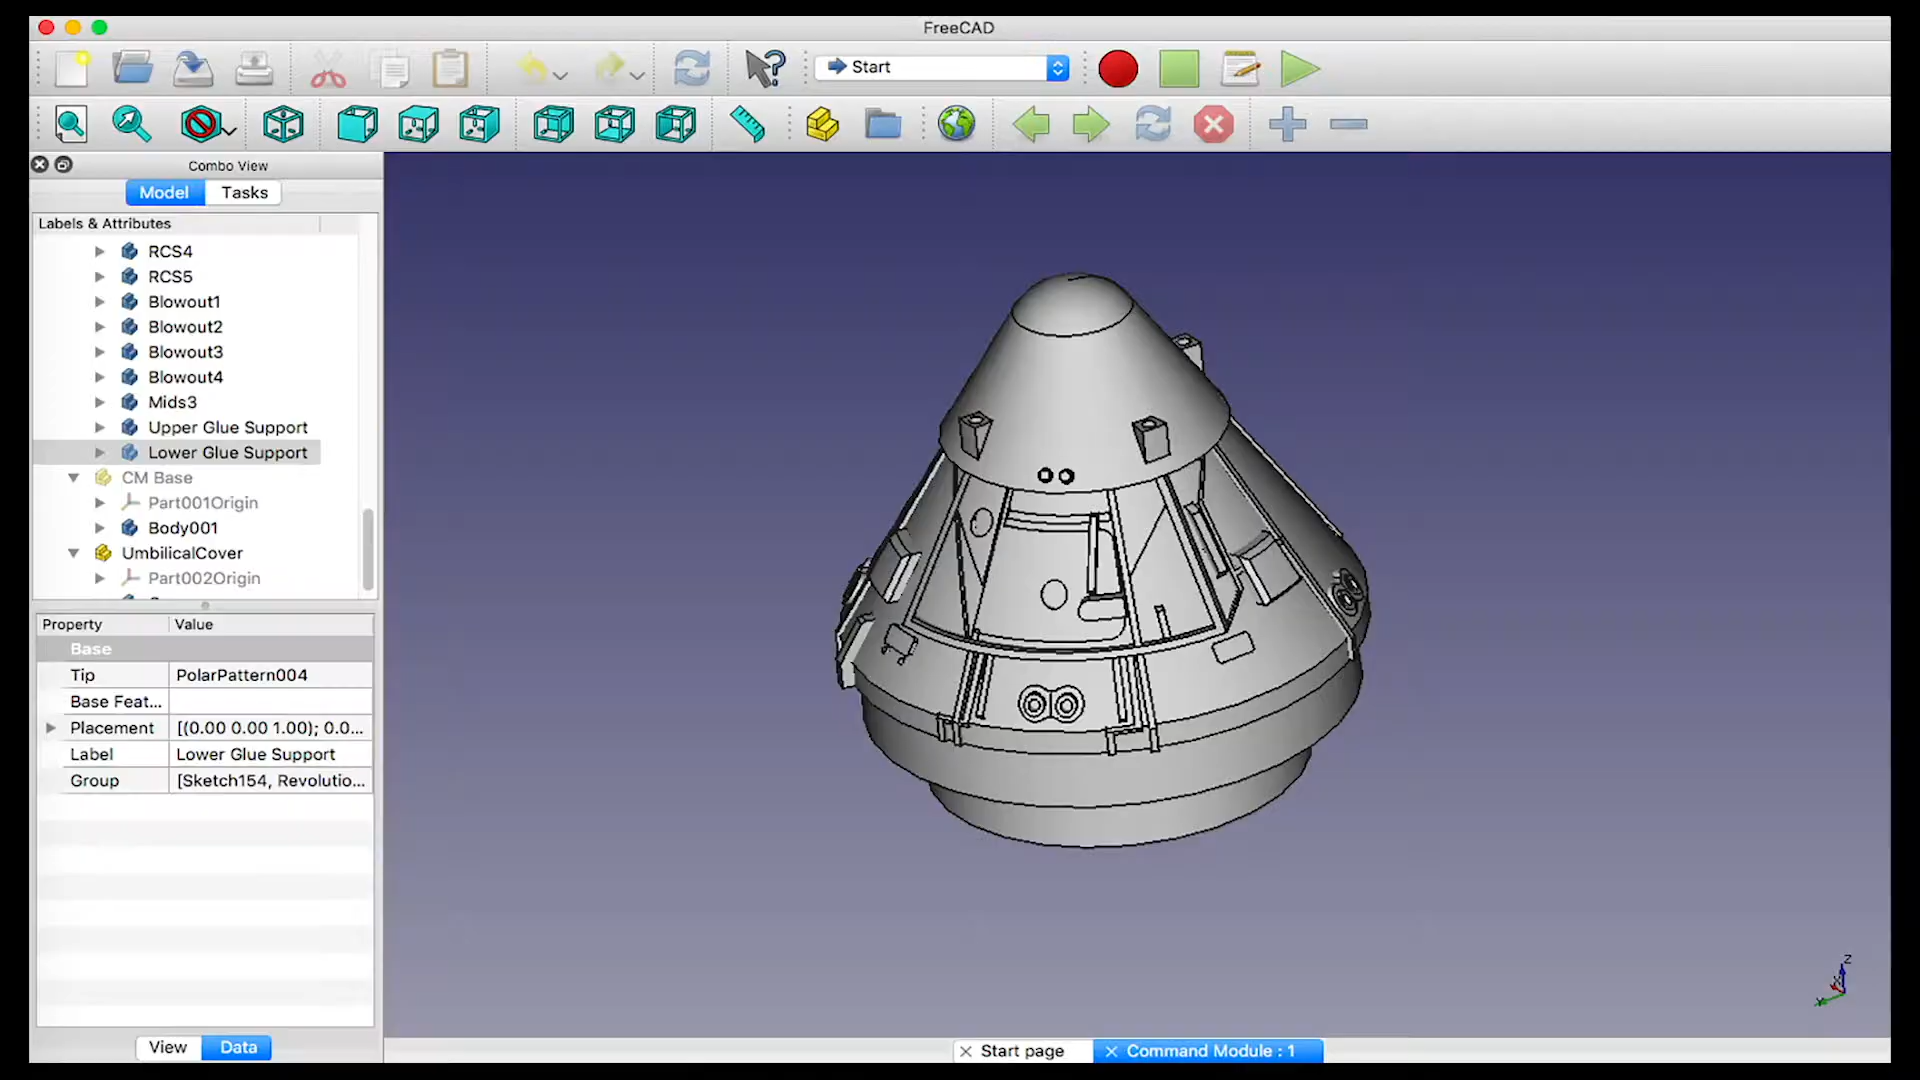 FreeCAD
Start
Combo View
Model Tasks
Labels & Attributes
RCS4
RCS5
Blowout1
Blowout2
Blowout3
Blowout4
Mids3
Upper Glue Support
Lower Glue Support
CM Base
Part001Origin
Body001
UmbilicalCover
Part002Origin
Property Value
Base
Tip PolarPattern004
Base Feat...
Placement [(0.00 0.00 1.00); 0.0...
Label Lower Glue Support
Group [Sketch154, Revolutio...
View Data
Start page Command Module : 1
Z
X
Y